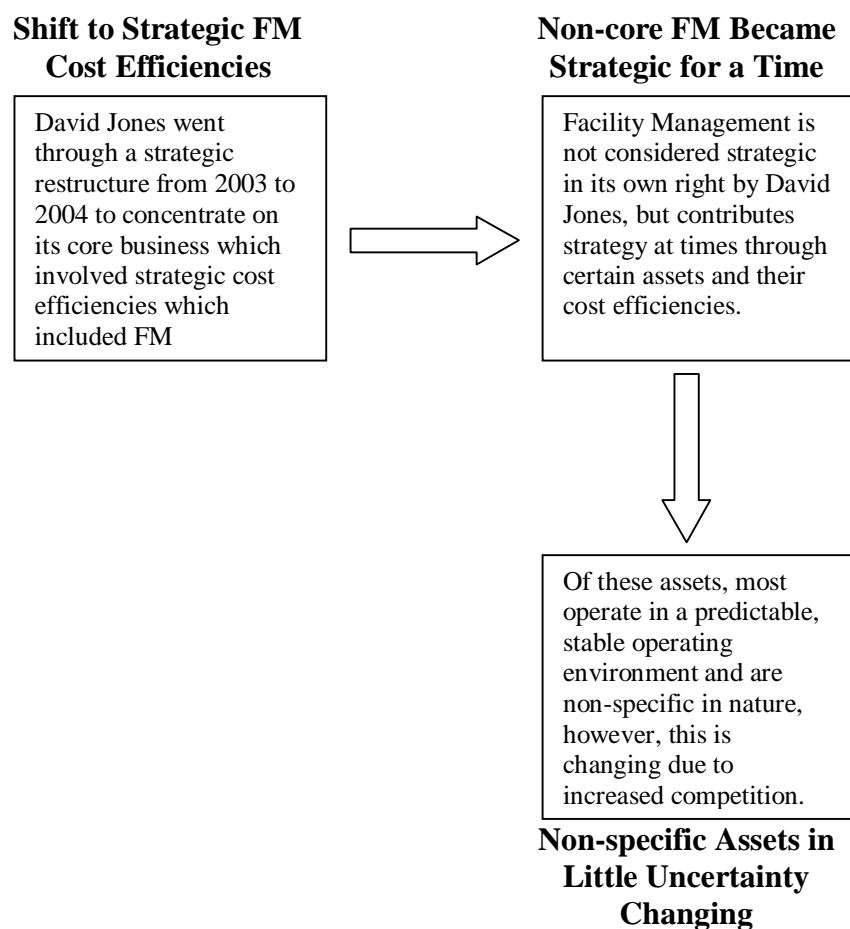 Shift to Strategic FM
Cost Efficiencies
David Jones went
through a strategic
restructure from 2003 to
2004 to concentrate on
its core business which
involved strategic cost
efficiencies which
included FM
Non-core FM Became
Strategic for a Time
Facility Management is
not considered strategic
in its own right by David
Jones, but contributes
strategy at times through
certain assets and their
cost efficiencies.
Of these assets, most
operate in a predictable,
stable operating
environment and are
non-specific in nature,
however, this is
changing due to
increased competition.
Non-specific Assets in
Little Uncertainty
Changing